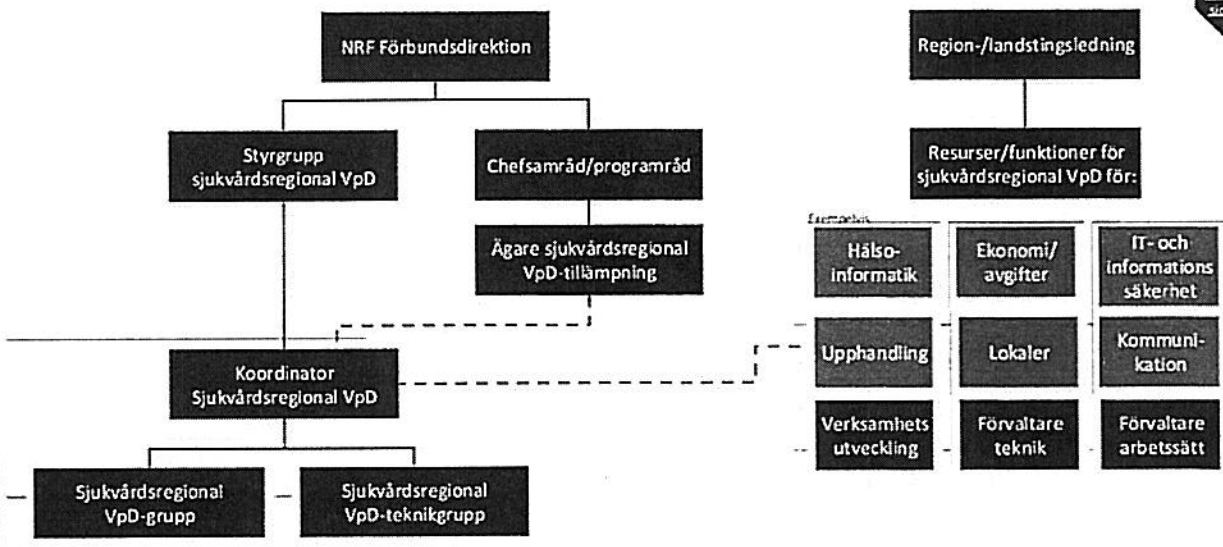 NRF Förbundsdirektion
Region-/landstingsledning
Styrgrupp
sjukvårdsregional VpD
Chefsamråd/programråd
Resurser/funktioner för
sjukvårdsregional VpD för:
Ägare sjukvårdsregional
VpD-tillämpning
Exempelvis
Hälso-
informatik
Ekonomi/
avgifter
IT- och
informations
säkerhet
Koordinator
Sjukvårdsregional VpD
Upphandling
Lokaler
Kommuni-
kation
Verksamhets
utveckling
Förvaltare
teknik
Förvaltare
arbetssätt
Sjukvårdsregional
VpD-grupp
Sjukvårdsregional
VpD-teknikgrupp